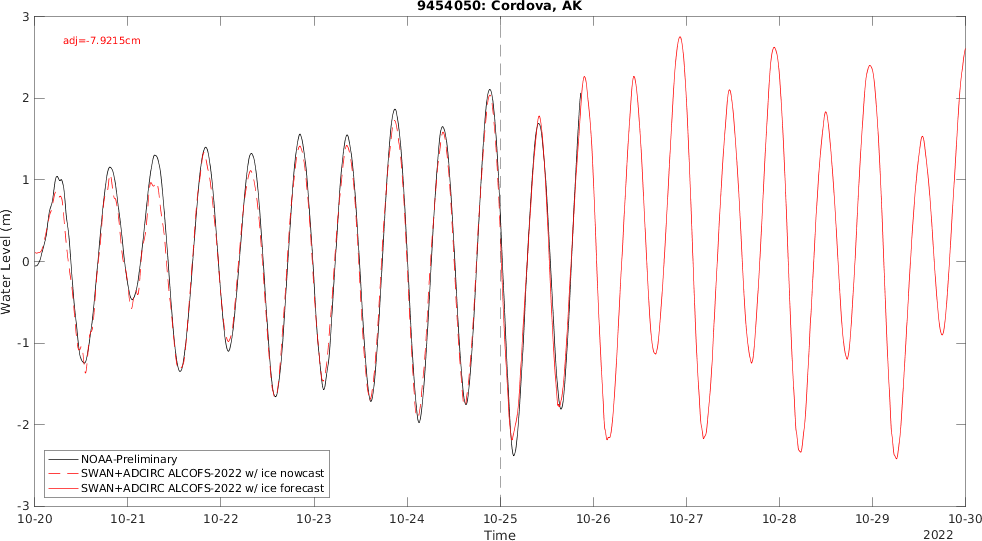 9454050: Cordova, AK
adj=-7.9215cm
3
2
1
0
-1
-2
-3
Water Level (m)
NOAA-Preliminary
SWAN+ADCIRC ALCOFS-2022 w/ ice nowcast
SWAN+ADCIRC ALCOFS-2022 w/ ice forecast
10-20 10-21 10-22 10-23 10-24 10-25 10-26 10-27 10-28 10-29 10-30
Time
2022